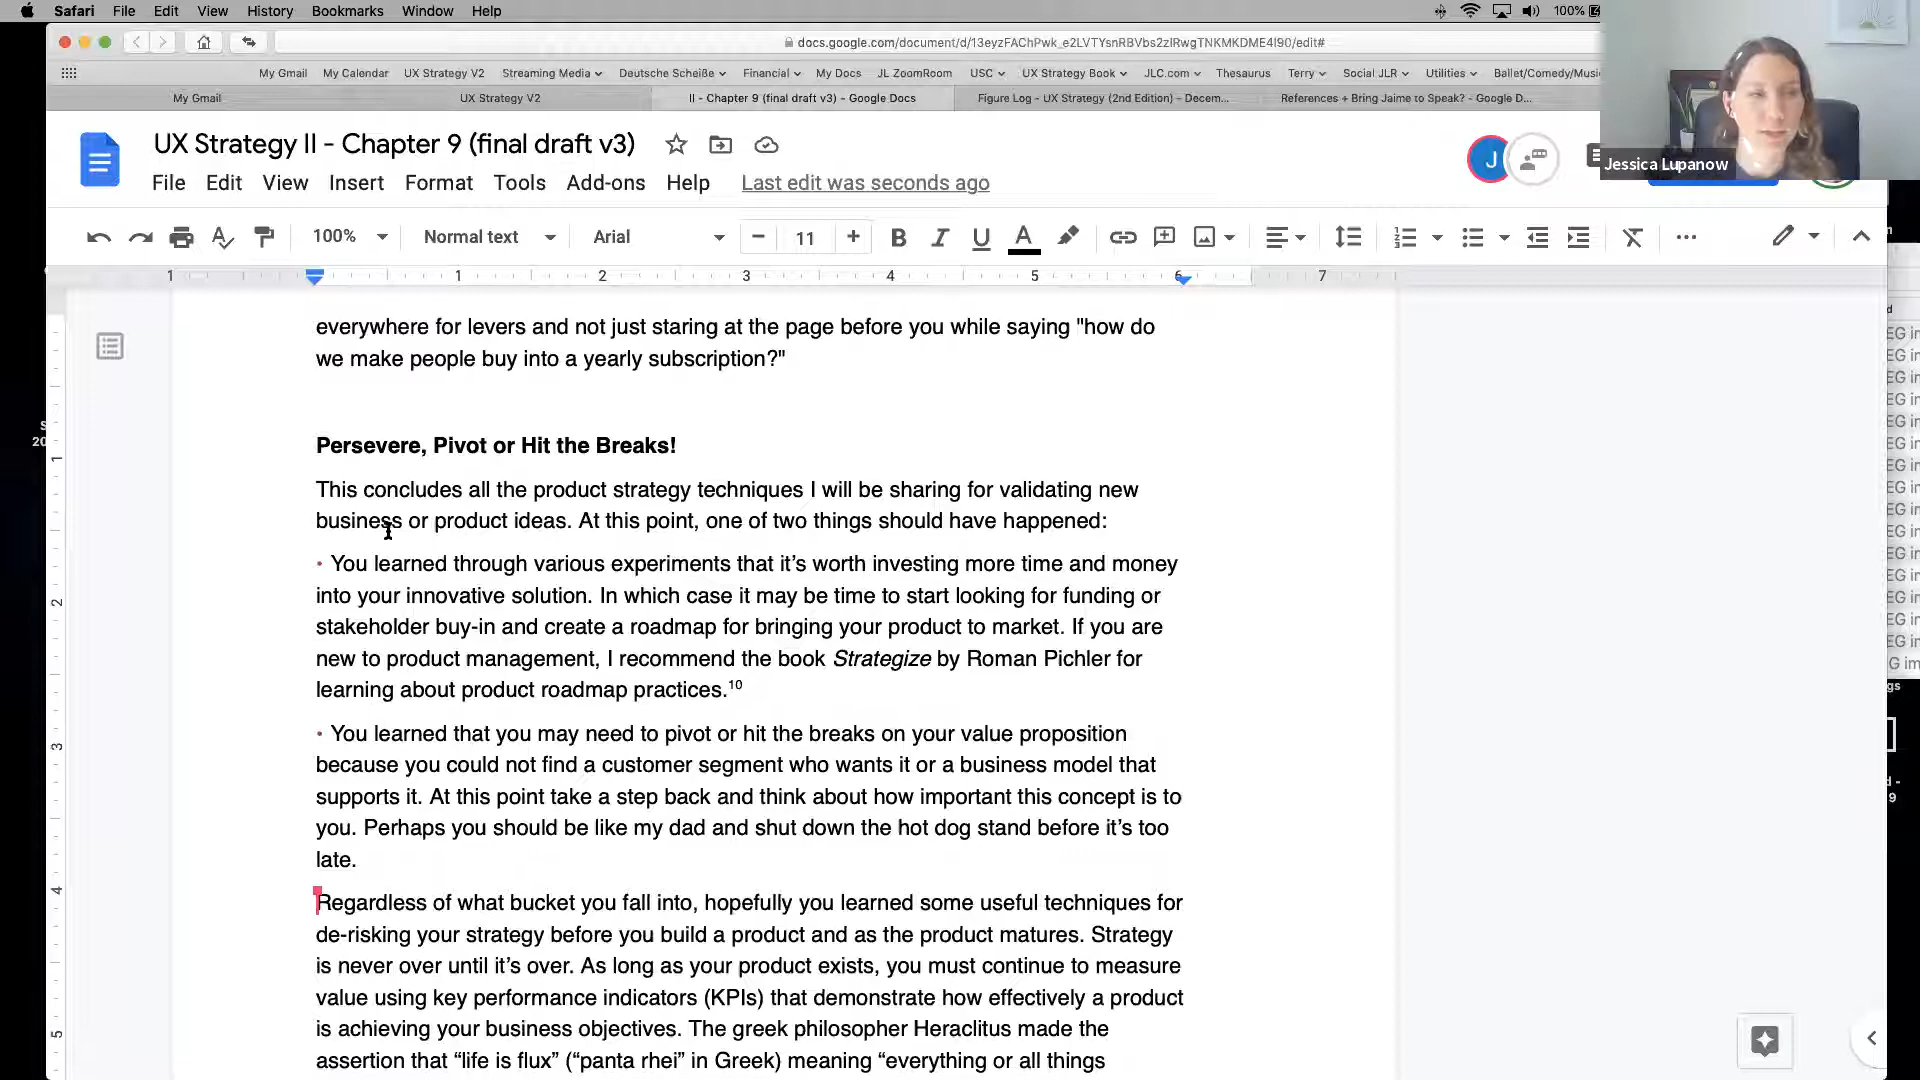 Safari File Edit View History Bookmarks Window Help 100%
docs.google.com/document/d/13eyzFAChPwk_e2LVTYsnRBVbs2zlRwgTNKMKDME4l90/edit#
My Gmail My Calendar UX Strategy V2 Streaming Media Deutsche Scheiße Financial My Docs JL ZoomRoom USC UX Strategy Book JLC.com Thesaurus Terry Social JLR Utilities
My Gmail UX Strategy V2 II - Chapter 9 (final draft v3) - Google Docs Figure Log - UX Strategy (2nd Edition) – Decem... References + Bring Jaime to Speak? - Google D...
UX Strategy II - Chapter 9 (final draft v3)
J
Jessica Lupanow
File Edit View Insert Format Tools Add-ons Help Last edit was seconds ago
100% Normal text Arial 11 B I U A
1 1 2 3 4 5 6 7
everywhere for levers and not just staring at the page before you while saying "how do
we make people buy into a yearly subscription?"
Persevere, Pivot or Hit the Breaks!
This concludes all the product strategy techniques I will be sharing for validating new
business or product ideas. At this point, one of two things should have happened:
• You learned through various experiments that it’s worth investing more time and money
into your innovative solution. In which case it may be time to start looking for funding or
stakeholder buy-in and create a roadmap for bringing your product to market. If you are
new to product management, I recommend the book Strategize by Roman Pichler for
learning about product roadmap practices.10
• You learned that you may need to pivot or hit the breaks on your value proposition
because you could not find a customer segment who wants it or a business model that
supports it. At this point take a step back and think about how important this concept is to
you. Perhaps you should be like my dad and shut down the hot dog stand before it’s too
late.
Regardless of what bucket you fall into, hopefully you learned some useful techniques for
de-risking your strategy before you build a product and as the product matures. Strategy
is never over until it’s over. As long as your product exists, you must continue to measure
value using key performance indicators (KPIs) that demonstrate how effectively a product
is achieving your business objectives. The greek philosopher Heraclitus made the
assertion that “life is flux” (“panta rhei” in Greek) meaning “everything or all things
1
2
3
4
5